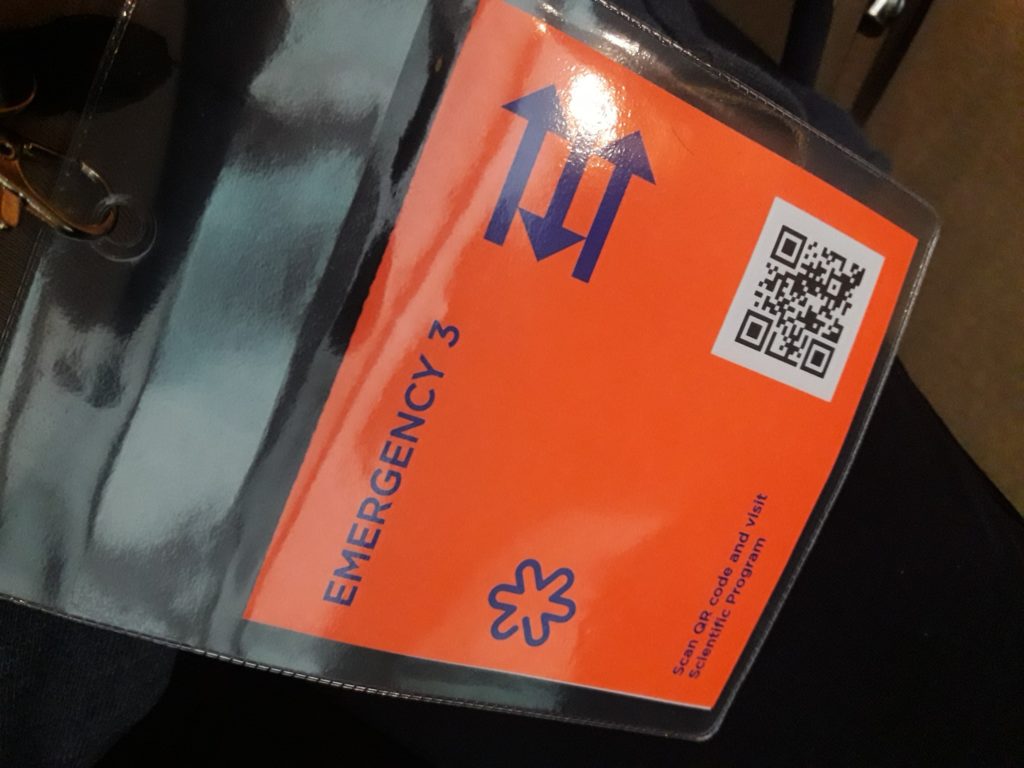 EMERGENCY 3
Scan QR code and visit
Scientific Program